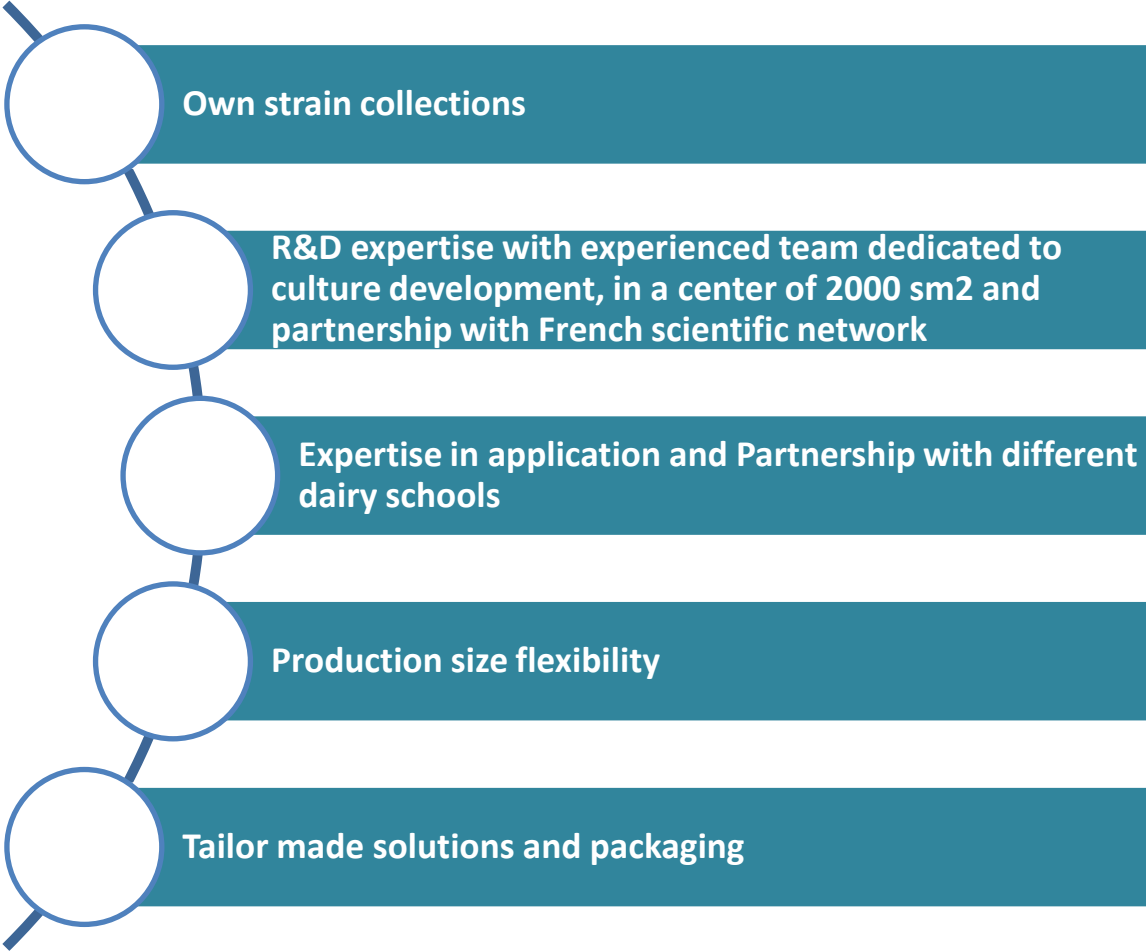 Own strain collections
R&D expertise with experienced team dedicated to
culture development, in a center of 2000 sm2 and
partnership with French scientific network
Expertise in application and Partnership with different
dairy schools
Production size flexibility
Tailor made solutions and packaging